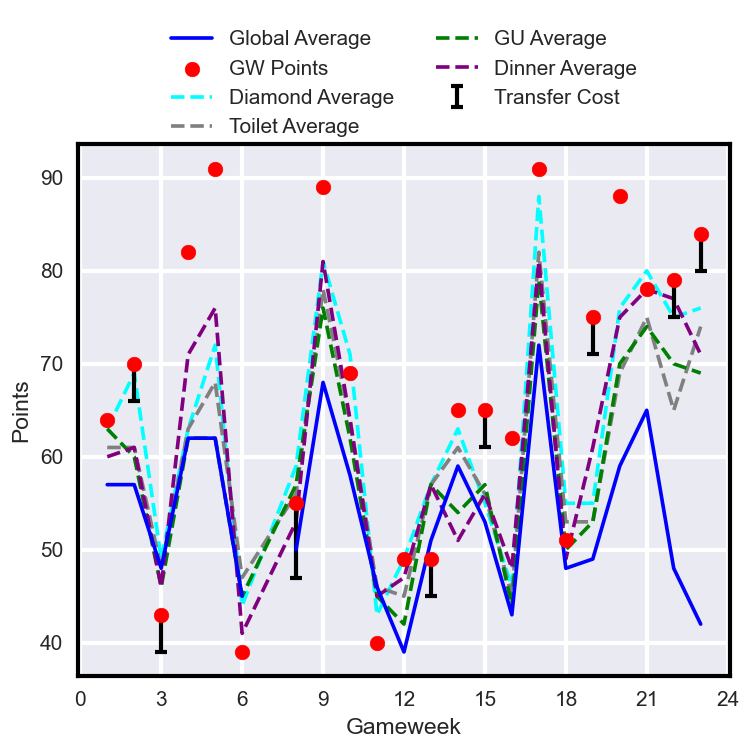 Global Average
GW Points
Diamond Average
Toilet Average
GU Average
Dinner Average
Transfer Cost
90
80
70
60
50
40
Points
0 3 6 9 12 15 18 21 24
Gameweek